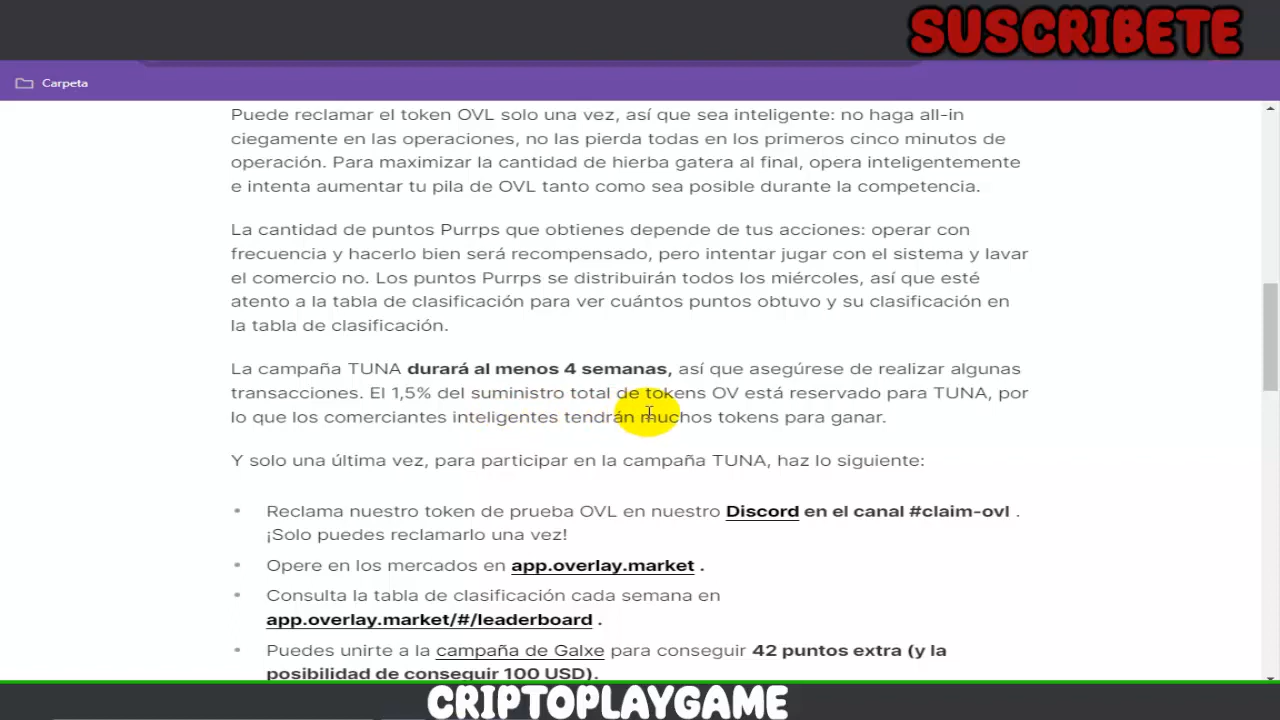 SUSCRIBETE
Carpeta
Puede reclamar el token OVL solo una vez, así que sea inteligente: no haga all-in
ciegamente en las operaciones, no las pierda todas en los primeros cinco minutos de
operación. Para maximizar la cantidad de hierba gatera al final, opera inteligentemente
e intenta aumentar tu pila de OVL tanto como sea posible durante la competencia.
La cantidad de puntos Purrps que obtienes depende de tus acciones: operar con
frecuencia y hacerlo bien será recompensado, pero intentar jugar con el sistema y lavar
el comercio no. Los puntos Purrps se distribuirán todos los miércoles, así que esté
atento a la tabla de clasificación para ver cuántos puntos obtuvo y su clasificación en
la tabla de clasificación.
La campaña TUNA durará al menos 4 semanas, así que asegúrese de realizar algunas
transacciones. El 1,5% del suministro total de tokens OV está reservado para TUNA, por
lo que los comerciantes inteligentes tendrán muchos tokens para ganar.
Y solo una última vez, para participar en la campaña TUNA, haz lo siguiente:
• Reclama nuestro token de prueba OVL en nuestro Discord en el canal #claim-ovl .
¡Solo puedes reclamarlo una vez!
• Opere en los mercados en app.overlay.market .
• Consulta la tabla de clasificación cada semana en
app.overlay.market/#/leaderboard .
• Puedes unirte a la campaña de Galxe para conseguir 42 puntos extra (y la
posibilidad de conseguir 100 USD).
CRIPTOPLAYGAME